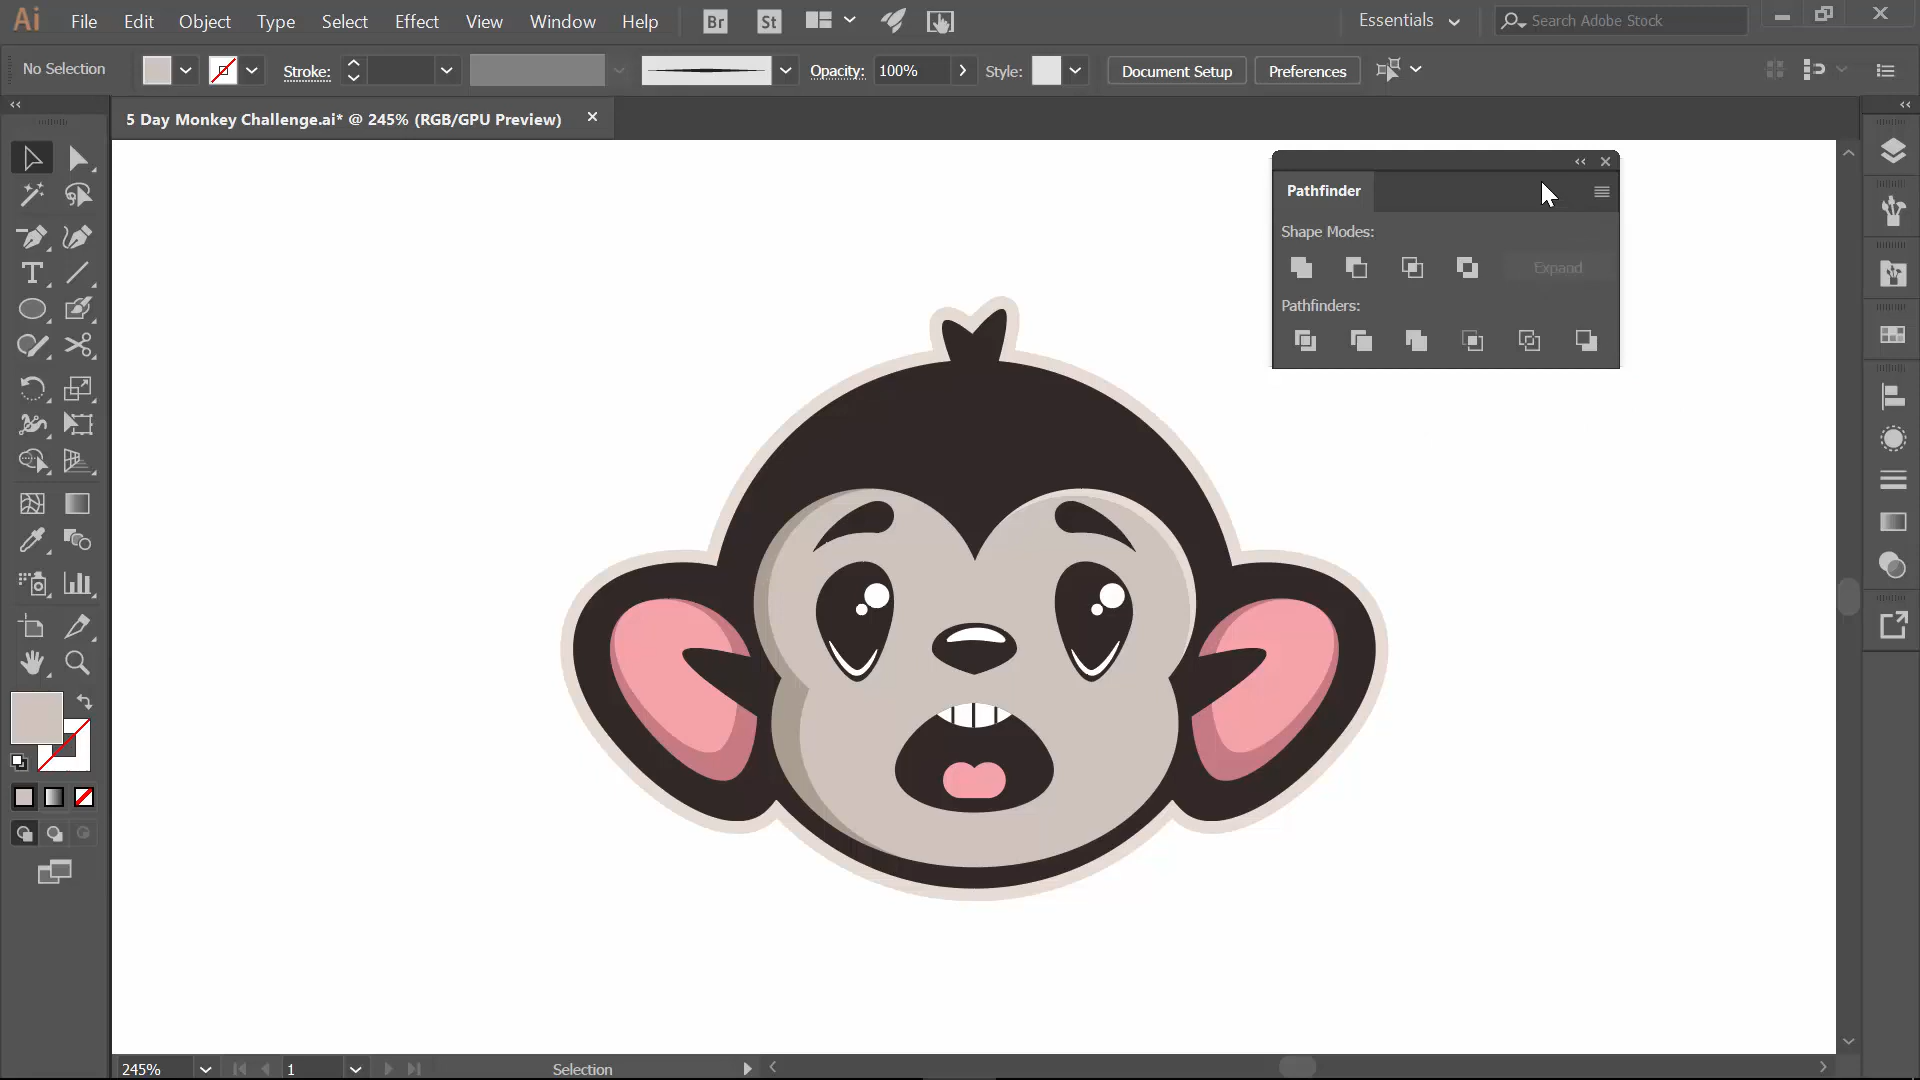 Ai File Edit Object Type Select Effect View Window Help Br St Essentials Search Adobe Stock
No Selection Stroke: Opacity: 100% Style: Document Setup Preferences
5 Day Monkey Challenge.ai* @ 245% (RGB/GPU Preview)
Pathfinder
Shape Modes:
Expand
Pathfinders:
245% 1 Selection